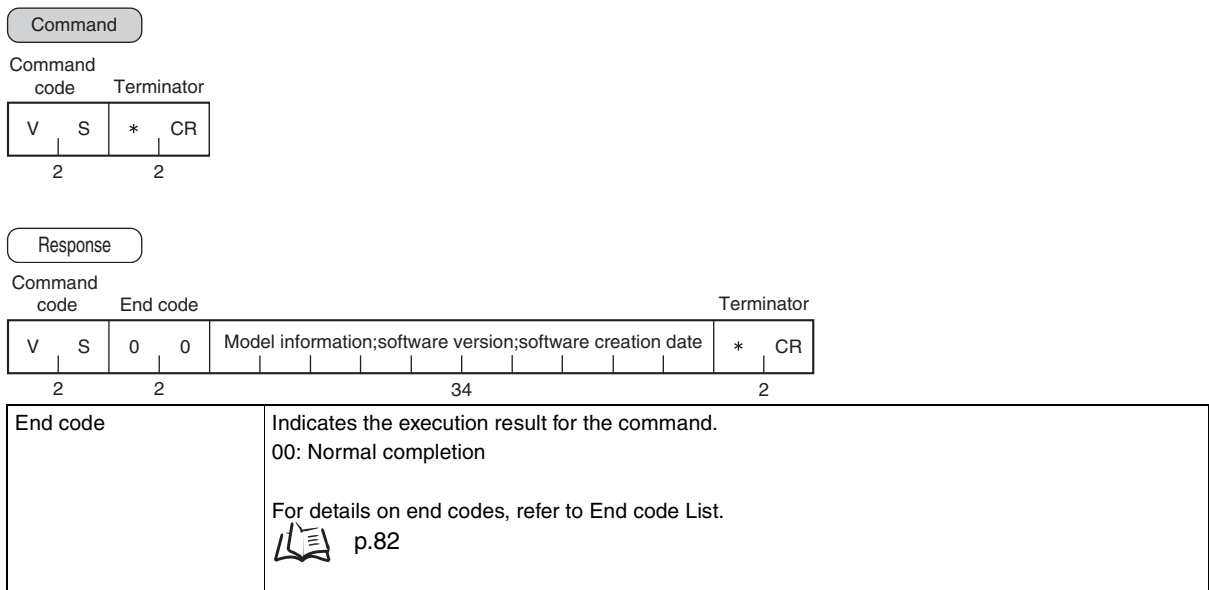 Command
Command
code Terminator
V S * CR
2 2
Response
Command
code End code Terminator
V S 0 0 Model information;software version;software creation date * CR
2 2 34 2
End code Indicates the execution result for the command.
00: Normal completion
For details on end codes, refer to End code List.
p.82